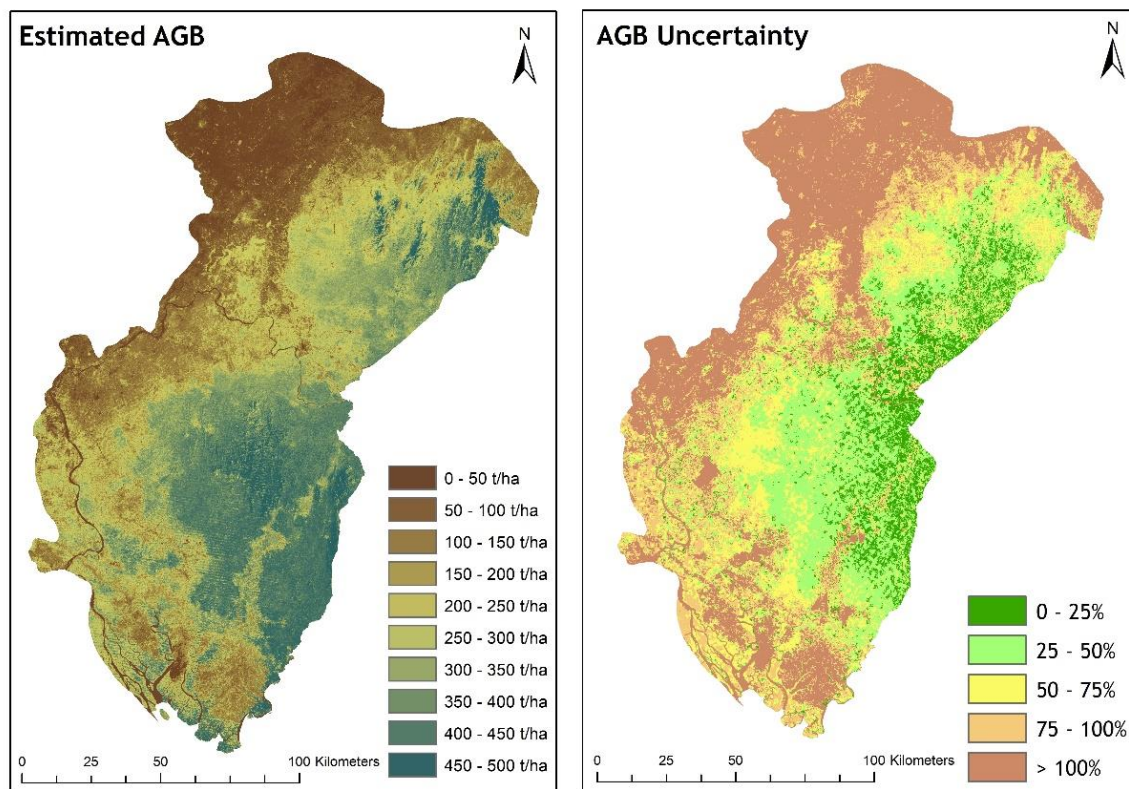 Estimated AGB
N
0 - 50 t/ha
50 - 100 t/ha
100 - 150 t/ha
150 - 200 t/ha
200 - 250 t/ha
250 - 300 t/ha
300 - 350 t/ha
350 - 400 t/ha
400 - 450 t/ha
450 - 500 t/ha
0 25 50 100 Kilometers
AGB Uncertainty
N
0 - 25%
25 - 50%
50 - 75%
75 - 100%
> 100%
0 25 50 100 Kilometers